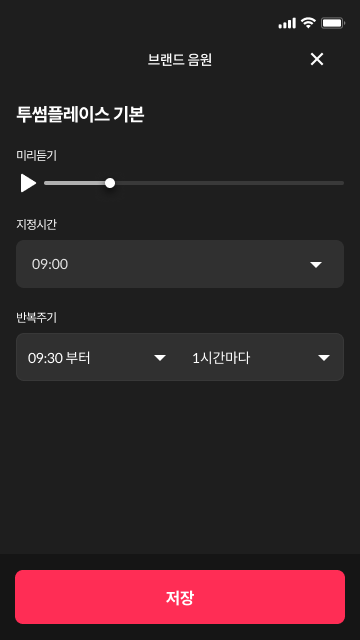 브랜드 음원
투썸플레이스 기본
미리듣기
지정시간
09:00
반복주기
09:30 부터 1시간마다
저장